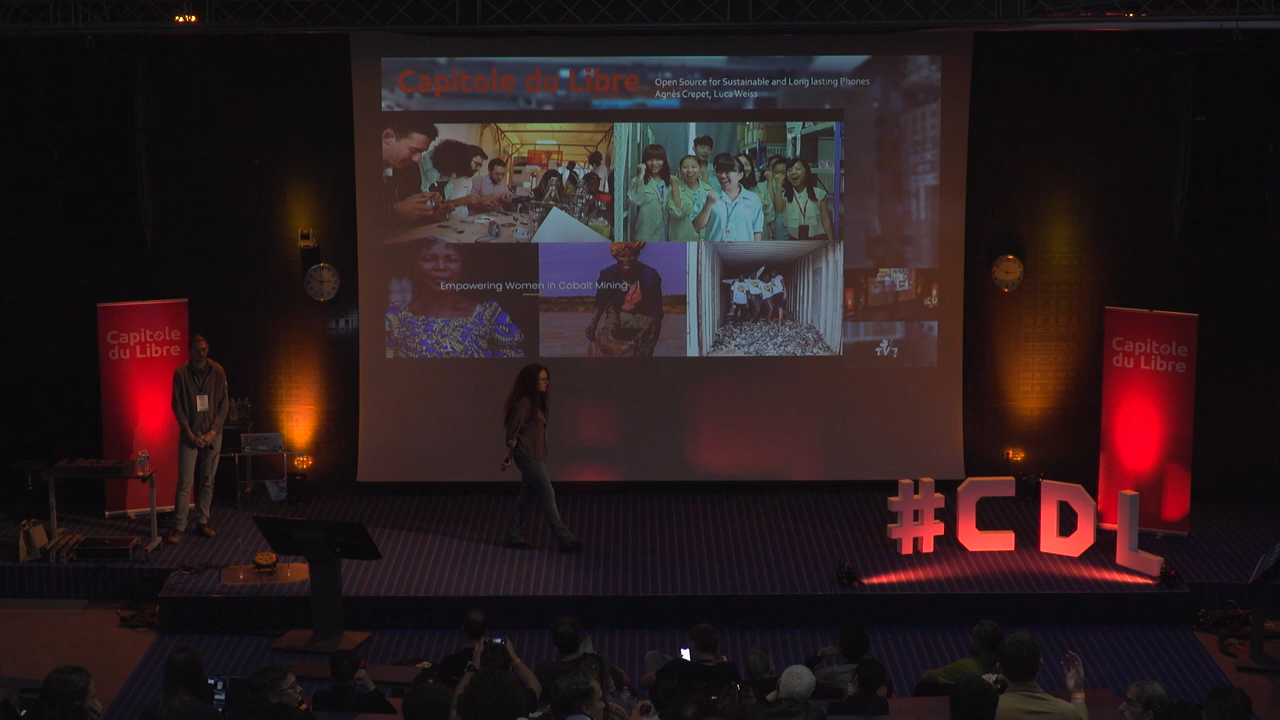 Capitole du Libre
Open Source for Sustainable and Long lasting Phones
Agnès Crepet, Luca Weiss
Empowering Women in Cobalt Mining
Capitole
du Libre
Capitole
du Libre
#CDL